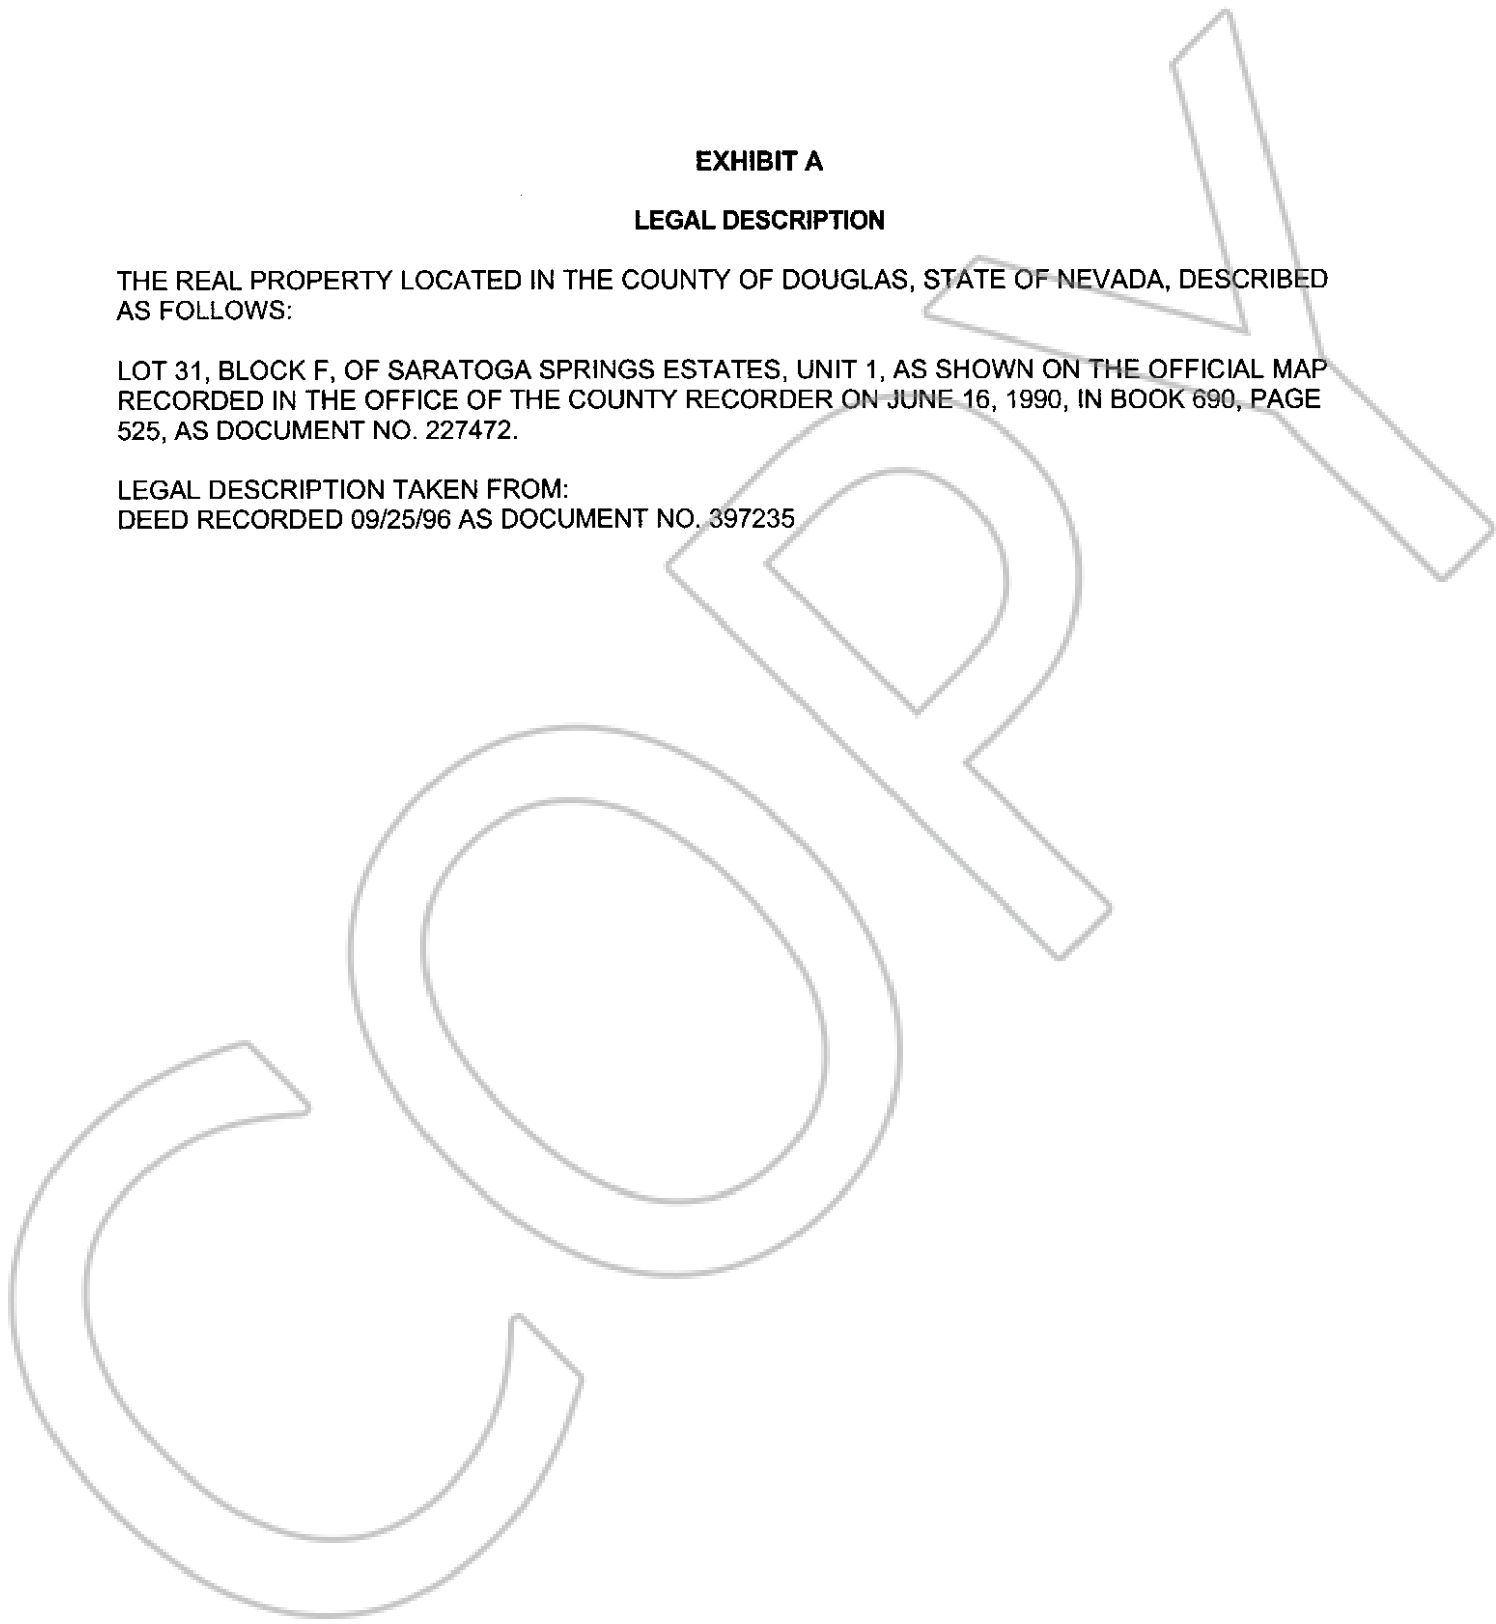 EXHIBIT A
LEGAL DESCRIPTION
THE REAL PROPERTY LOCATED IN THE COUNTY OF DOUGLAS, STATE OF NEVADA, DESCRIBED
AS FOLLOWS:
LOT 31, BLOCK F, OF SARATOGA SPRINGS ESTATES, UNIT 1, AS SHOWN ON THE OFFICIAL MAP
RECORDED IN THE OFFICE OF THE COUNTY RECORDER ON JUNE 16, 1990, IN BOOK 690, PAGE
525, AS DOCUMENT NO. 227472.
LEGAL DESCRIPTION TAKEN FROM:
DEED RECORDED 09/25/96 AS DOCUMENT NO. 397235
COPY